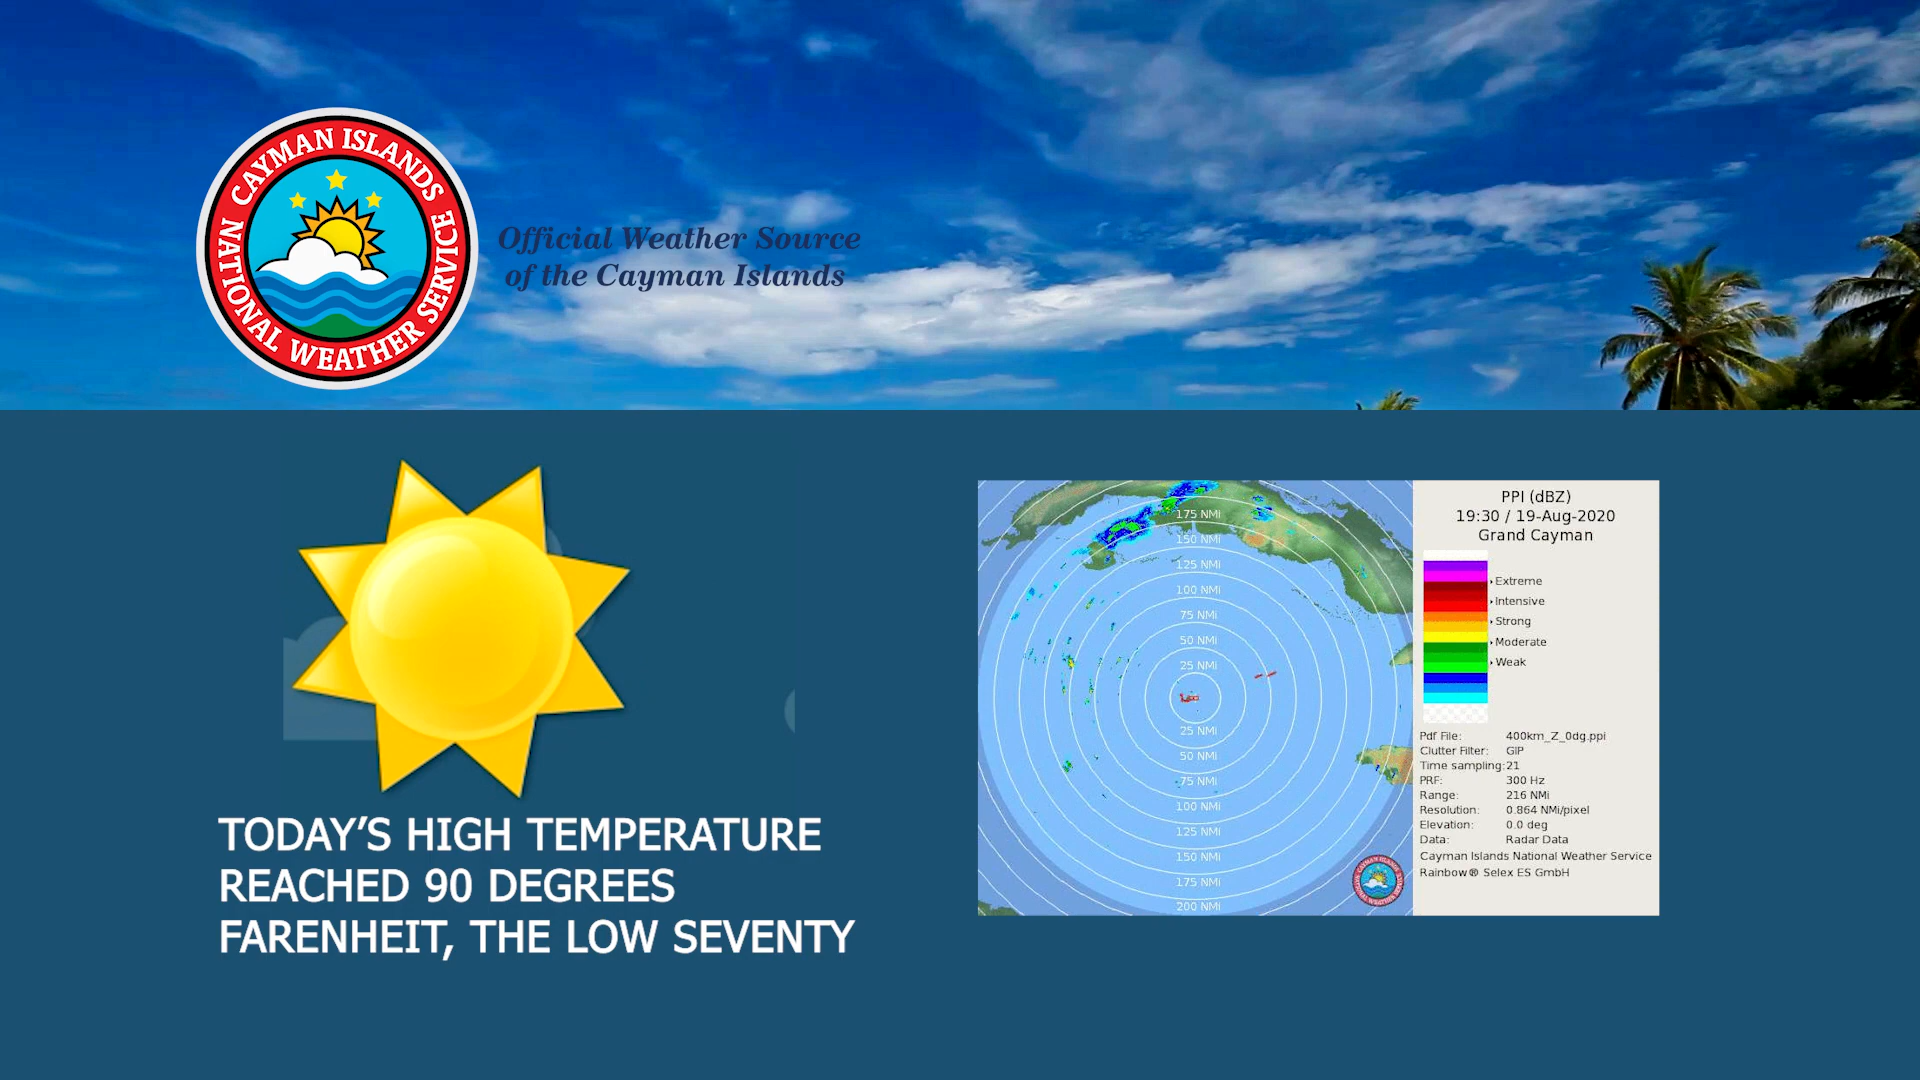 CAYMAN ISLANDS
NATIONAL WEATHER SERVICE
Official Weather Source
of the Cayman Islands
TODAY’S HIGH TEMPERATURE
REACHED 90 DEGREES
FARENHEIT, THE LOW SEVENTY
175 NMi
150 NMi
125 NMi
100 NMi
75 NMi
50 NMi
25 NMi
25 NMi
50 NMi
75 NMi
100 NMi
125 NMi
150 NMi
175 NMi
200 NMi
PPI (dBZ)
19:30 / 19-Aug-2020
Grand Cayman
Extreme
Intensive
Strong
Moderate
Weak
Pdf File: 400km_Z_0dg.ppi
Clutter Filter: GIP
Time sampling:21
PRF: 300 Hz
Range: 216 NMi
Resolution: 0.864 NMi/pixel
Elevation: 0.0 deg
Data: Radar Data
Cayman Islands National Weather Service
Rainbow® Selex ES GmbH